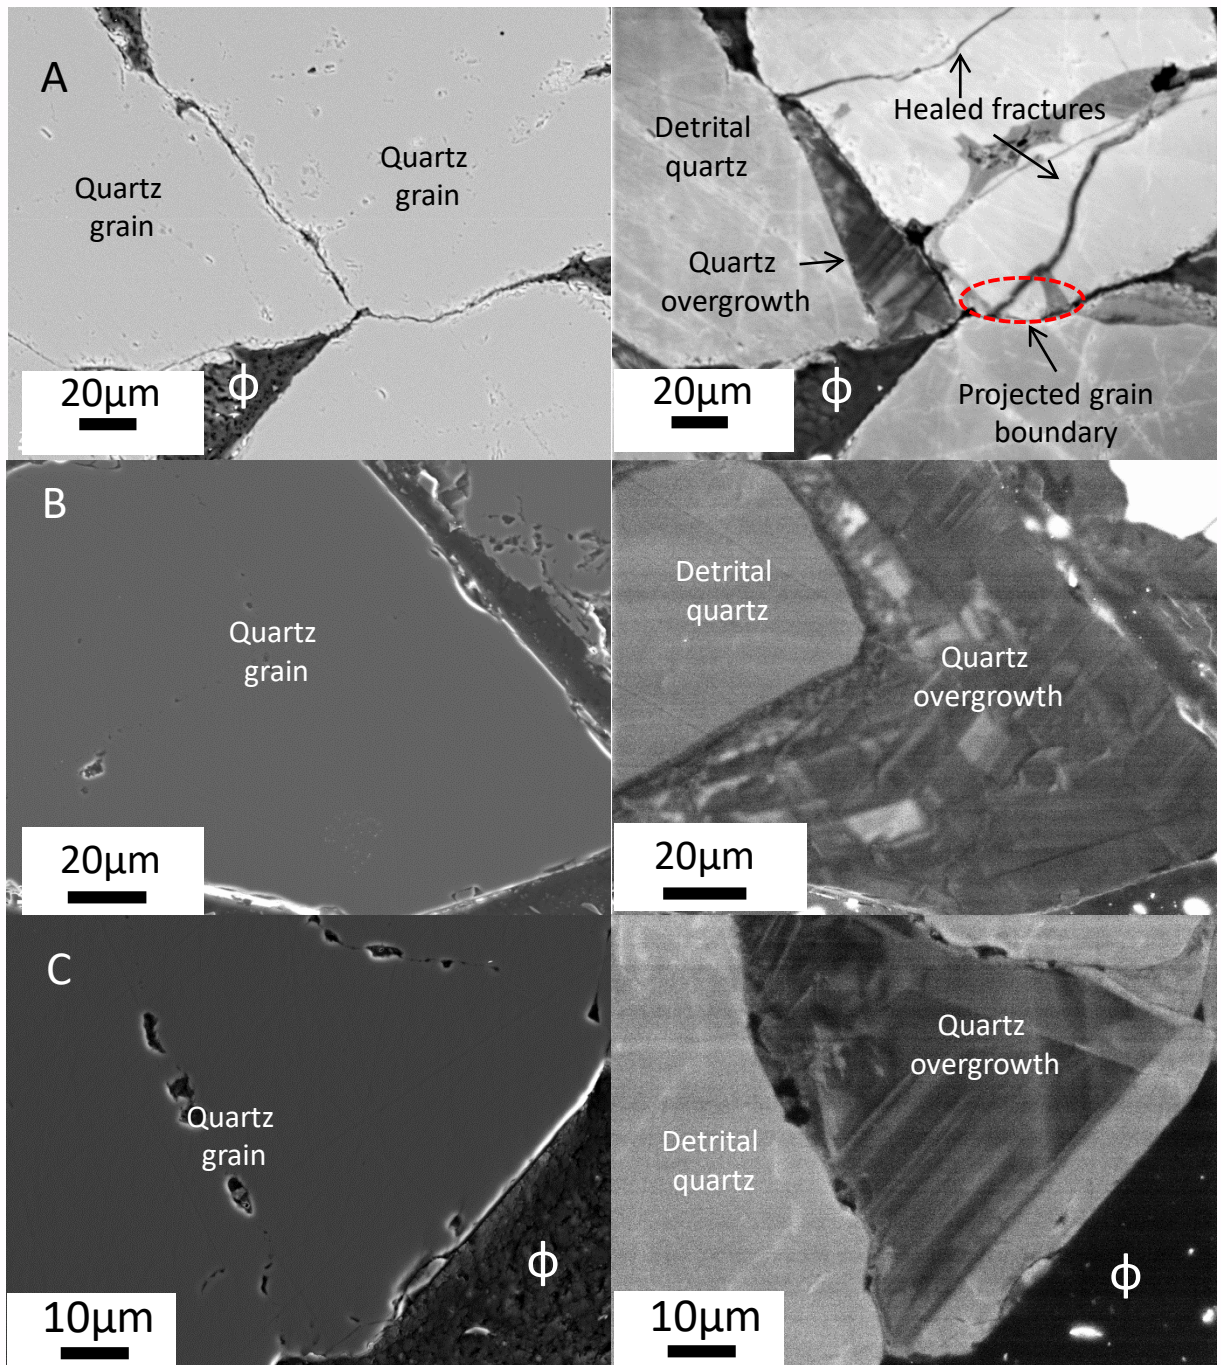 A
Quartz
grain
Quartz
grain
ϕ
20µm
Healed fractures
Detrital
quartz
Quartz
overgrowth
ϕ
20µm
Projected grain
boundary
B
Quartz
grain
20µm
Detrital
quartz
Quartz
overgrowth
20µm
C
Quartz
grain
ϕ
10µm
Quartz
overgrowth
Detrital
quartz
ϕ
10µm